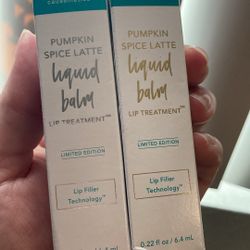 PUMPKIN
SPICE LATTE
liquid
balm
LIP TREATMENT™
LIMITED EDITION
Lip Filler
Technology™
PUMPKIN
SPICE LATTE
liquid
balm
LIP TREATMENT™
LIMITED EDITION
Lip Filler
Technology™
0.22 fl oz / 6.4 mL